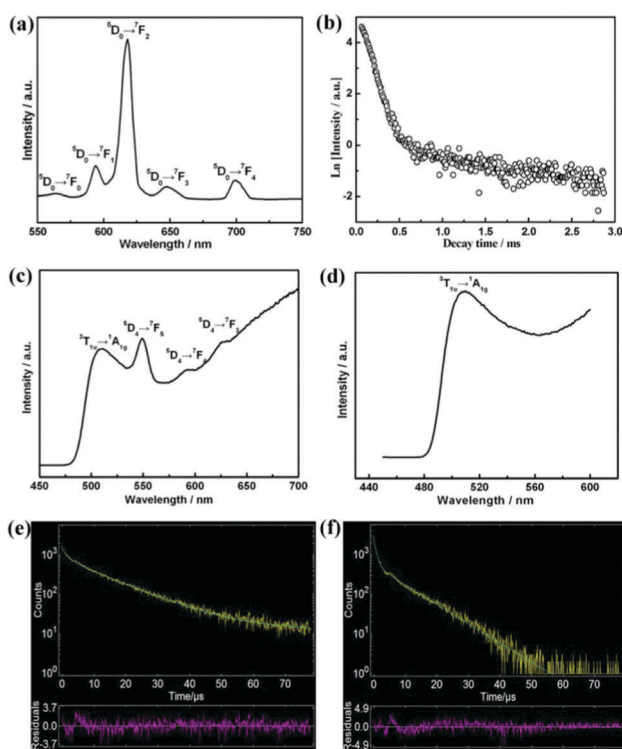 (a)
⁵D₀→⁷F₂
⁵D₀→⁷F₁
⁵D₀→⁷F₀
⁵D₀→⁷F₃
⁵D₀→⁷F₄
Intensity / a.u.
550 600 650 700 750
Wavelength / nm
(b)
Ln [Intensity / a.u.]
4
2
0
-2
0.0 0.5 1.0 1.5 2.0 2.5 3.0
Decay time / ms
(c)
³T₁ᵤ→¹A₁g
⁵D₄→⁷F₅
⁵D₄→⁷F₄
⁵D₄→⁷F₃
Intensity / a.u.
450 500 550 600 650 700
Wavelength / nm
(d)
³T₁ᵤ→¹A₁g
Intensity / a.u.
440 480 520 560 600
Wavelength / nm
(e)
Counts
10³
10²
10¹
10⁰
0 10 20 30 40 50 60 70
Time/µs
Residuals
3.7
0.0
-3.7
(f)
Counts
10³
10²
10¹
10⁰
0 10 20 30 40 50 60 70
Time/µs
Residuals
4.9
0.0
-4.9